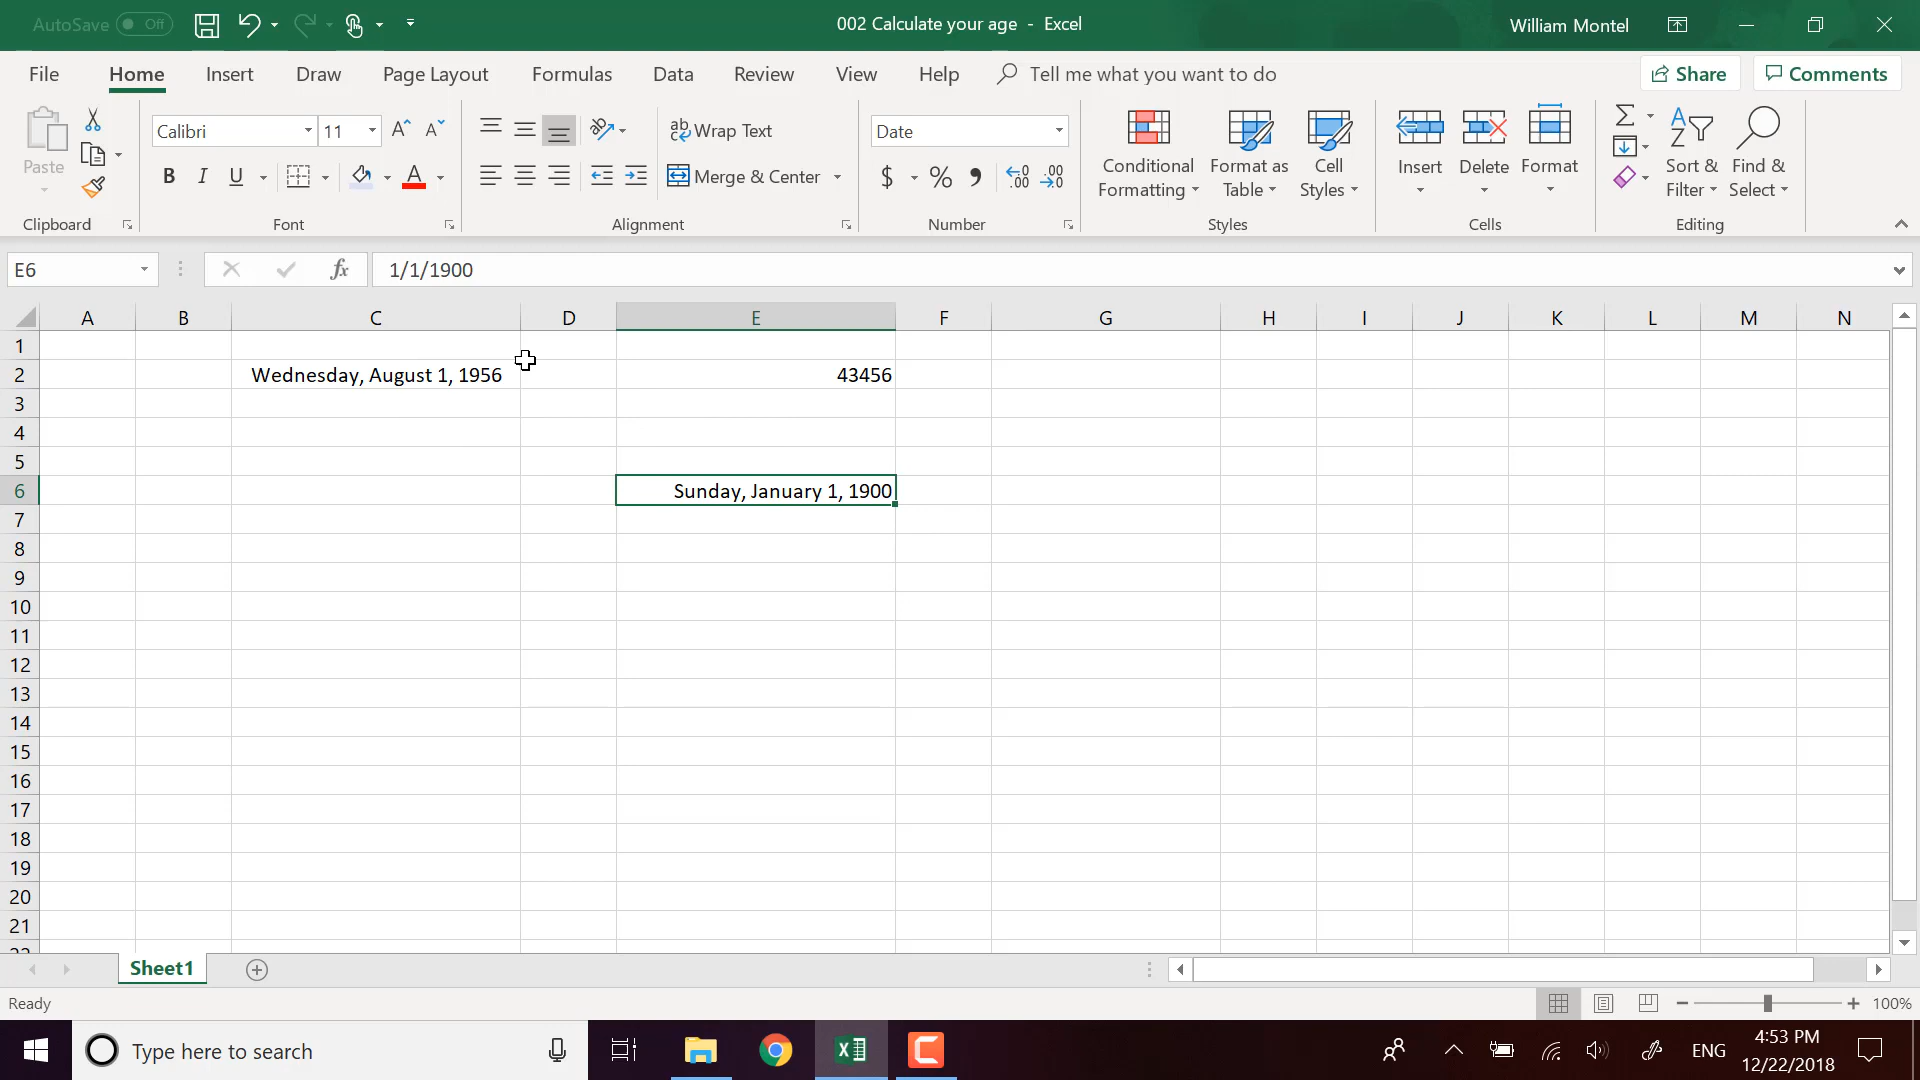 AutoSave Off
002 Calculate your age - Excel
William Montel
File Home Insert Draw Page Layout Formulas Data Review View Help Tell me what you want to do
Share Comments
Paste
Clipboard
Calibri 11
B I U A
Font
ab Wrap Text
Merge & Center
Alignment
Date
$ % , .00
Number
Conditional Formatting
Format as Table
Cell Styles
Styles
Insert Delete Format
Cells
Sort & Filter
Find & Select
Editing
E6 fx 1/1/1900
A B C D E F G H I J K L M N
1
2 Wednesday, August 1, 1956 43456
3
4
5
6 Sunday, January 1, 1900
7
8
9
10
11
12
13
14
15
16
17
18
19
20
21
Sheet1
Ready 100%
Type here to search
ENG
4:53 PM
12/22/2018